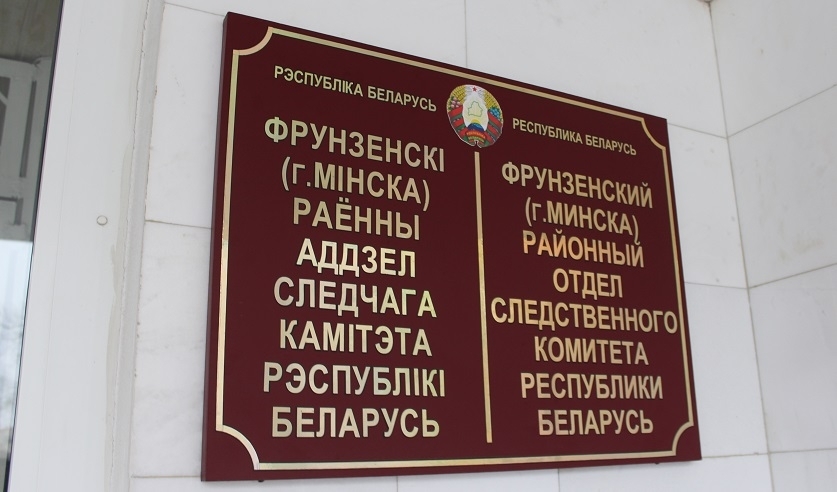 РЭСПУБЛІКА БЕЛАРУСЬ
ФРУНЗЕНСКІ
(г.МІНСКА)
РАЁННЫ
АДДЗЕЛ
СЛЕДЧАГА
КАМІТЭТА
РЭСПУБЛІКІ
БЕЛАРУСЬ
РЕСПУБЛИКА БЕЛАРУСЬ
ФРУНЗЕНСКИЙ
(г.МИНСКА)
РАЙОННЫЙ
ОТДЕЛ
СЛЕДСТВЕННОГО
КОМИТЕТА
РЕСПУБЛИКИ
БЕЛАРУСЬ